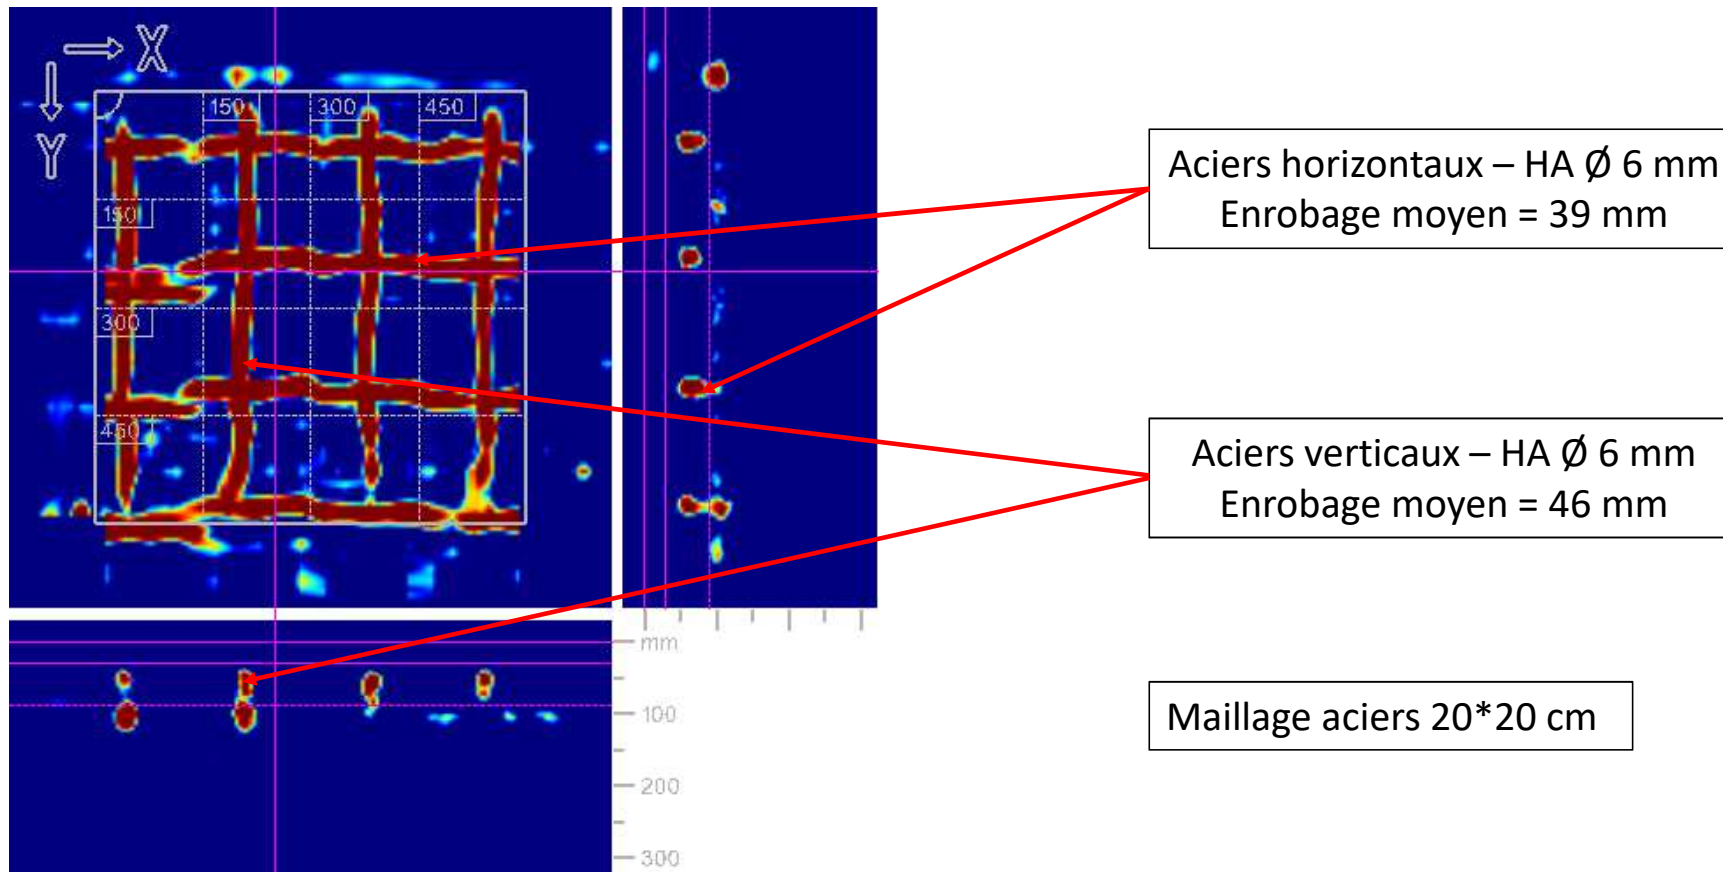 X
Y
150 300 450
150
300
450
mm
100
200
300
Aciers horizontaux – HA Ø 6 mm
Enrobage moyen = 39 mm
Aciers verticaux – HA Ø 6 mm
Enrobage moyen = 46 mm
Maillage aciers 20*20 cm